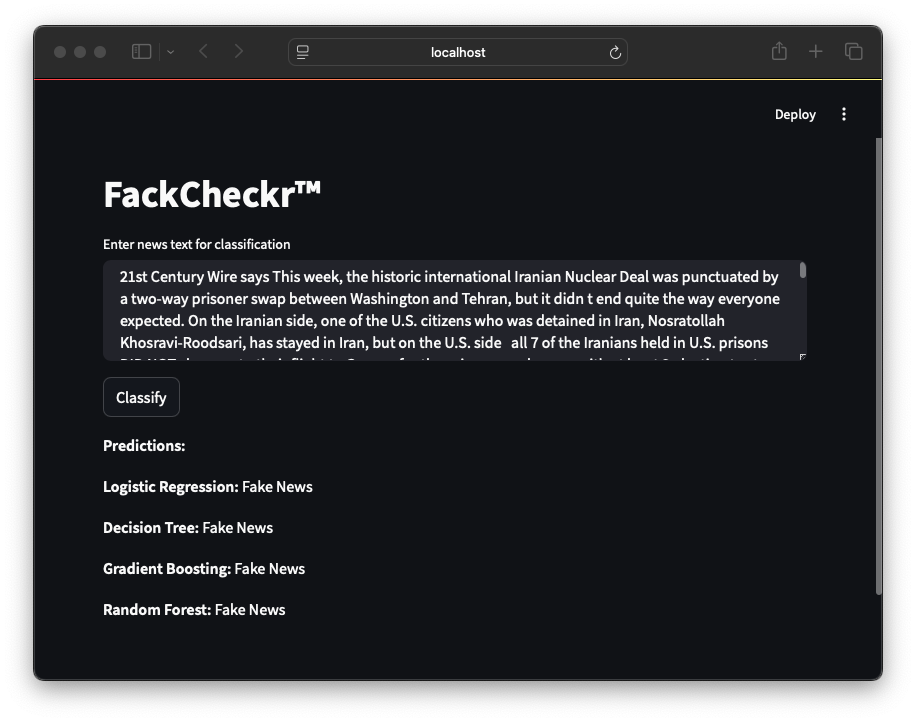 localhost
Deploy
FackCheckr™
Enter news text for classification
21st Century Wire says This week, the historic international Iranian Nuclear Deal was punctuated by
a two-way prisoner swap between Washington and Tehran, but it didn t end quite the way everyone
expected. On the Iranian side, one of the U.S. citizens who was detained in Iran, Nosratollah
Khosravi-Roodsari, has stayed in Iran, but on the U.S. side   all 7 of the Iranians held in U.S. prisons
Classify
Predictions:
Logistic Regression: Fake News
Decision Tree: Fake News
Gradient Boosting: Fake News
Random Forest: Fake News